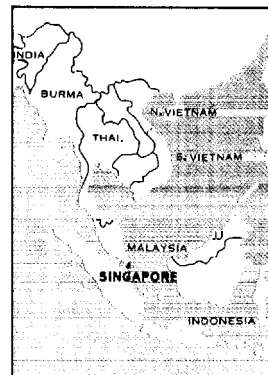 INDIA
BURMA
N. VIETNAM
THAI.
S. VIETNAM
MALAYSIA
SINGAPORE
INDONESIA